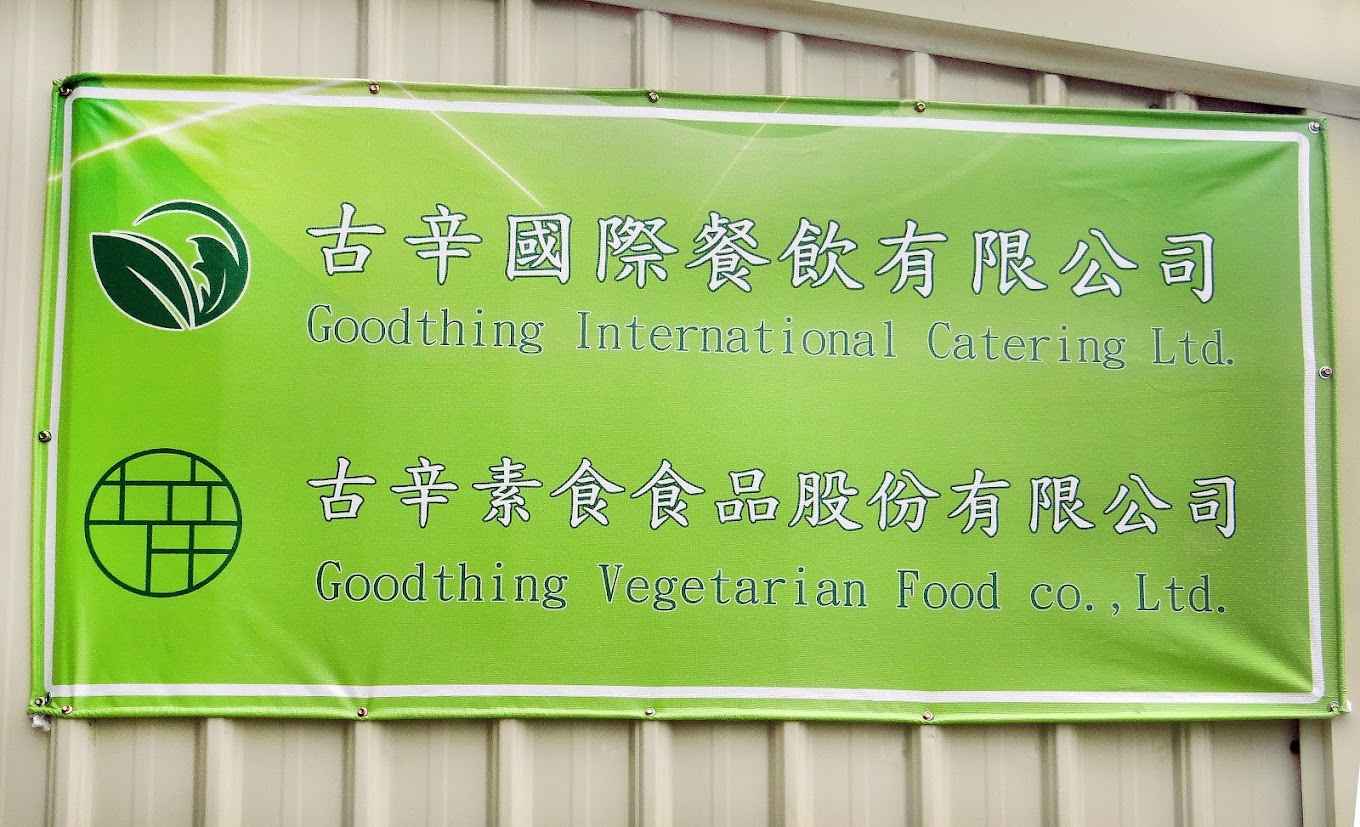 古辛國際餐飲有限公司
Goodthing International Catering Ltd.
古辛素食食品股份有限公司
Goodthing Vegetarian Food co.,Ltd.